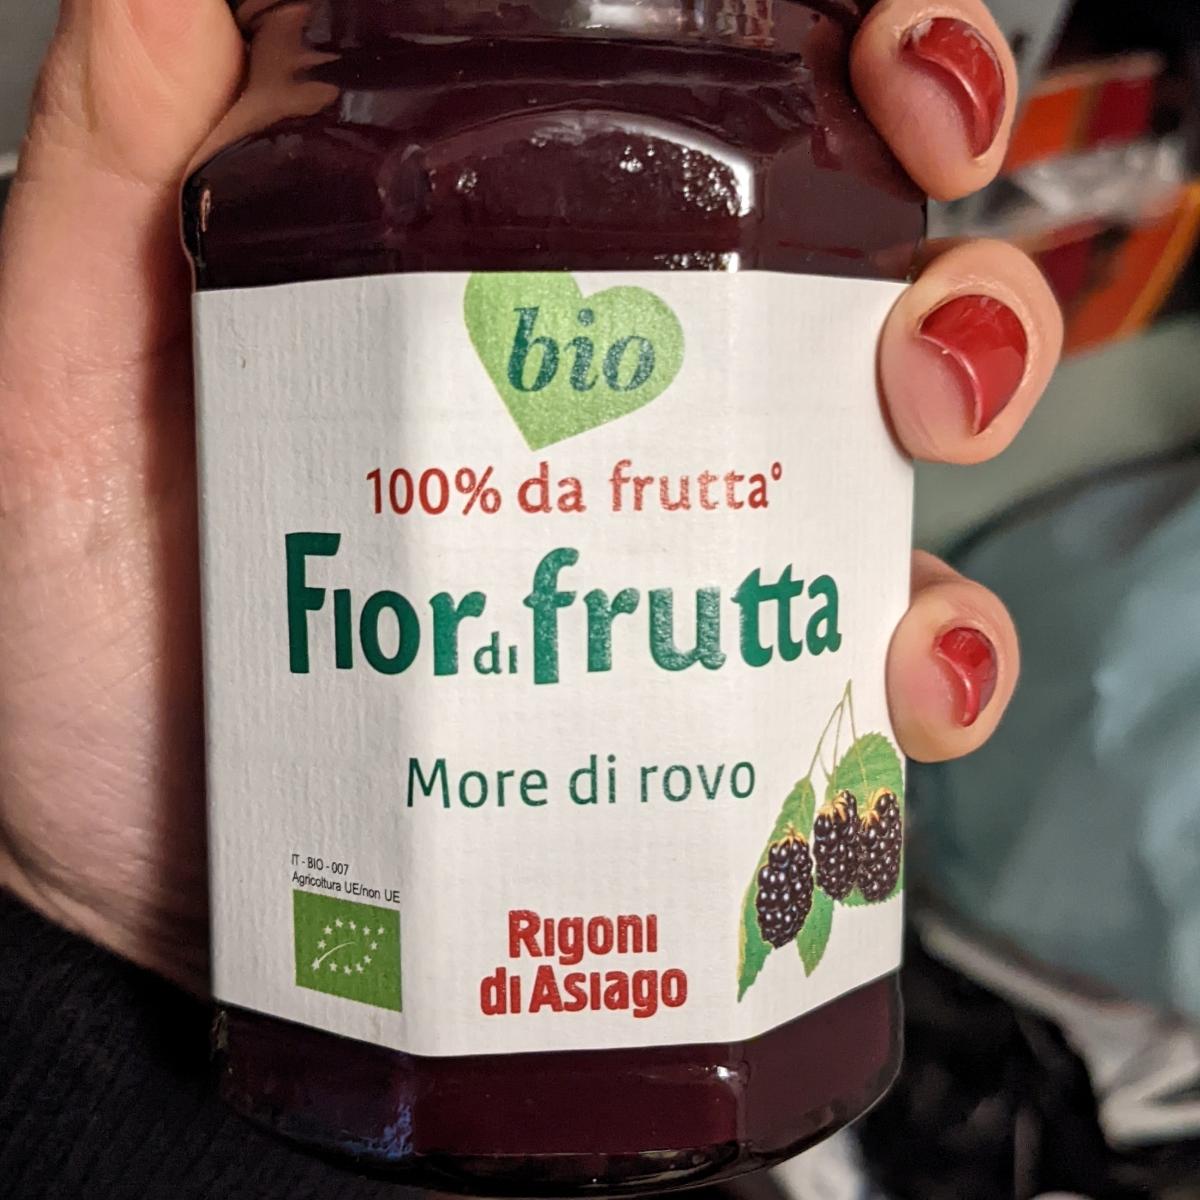 bio
100% da frutta°
Fior di frutta
More di rovo
IT - BIO - 007
Agricoltura UE/non UE
Rigoni
di Asiago